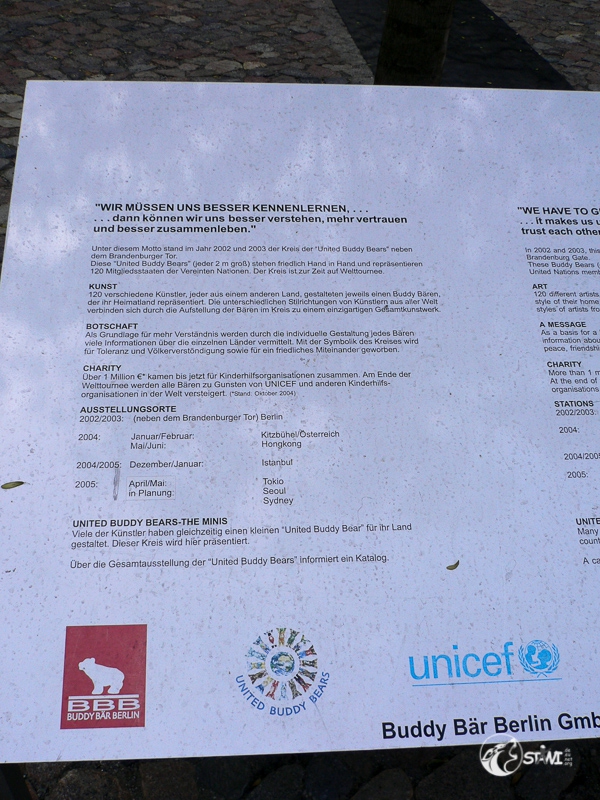 "WIR MÜSSEN UNS BESSER KENNENLERNEN, . . .
. . . dann können wir uns besser verstehen, mehr vertrauen
und besser zusammenleben."
Unter diesem Motto stand im Jahr 2002 und 2003 der Kreis der "United Buddy Bears" neben
dem Brandenburger Tor.
Diese "United Buddy Bears" (jeder 2 m groß) stehen friedlich Hand in Hand und repräsentieren
120 Mitgliedsstaaten der Vereinten Nationen. Der Kreis ist zur Zeit auf Welttournee.
KUNST
120 verschiedene Künstler, jeder aus einem anderen Land, gestalteten jeweils einen Buddy Bären,
der ihr Heimatland repräsentiert. Die unterschiedlichen Stilrichtungen von Künstlern aus aller Welt
verbinden sich durch die Aufstellung der Bären im Kreis zu einem einzigartigen Gesamtkunstwerk.
BOTSCHAFT
Als Grundlage für mehr Verständnis werden durch die individuelle Gestaltung jedes Bären
viele Informationen über die einzelnen Länder vermittelt. Mit der Symbolik des Kreises wird
für Toleranz und Völkerverständigung sowie für ein friedliches Miteinander geworben.
CHARITY
Über 1 Million €* kamen bis jetzt für Kinderhilfsorganisationen zusammen. Am Ende der
Welttournee werden alle Bären zu Gunsten von UNICEF und anderen Kinderhilfs-
organisationen in der Welt versteigert. (*Stand: Oktober 2004)
AUSSTELLUNGSORTE
2002/2003: (neben dem Brandenburger Tor) Berlin
2004: Januar/Februar: Kitzbühel/Österreich
Mai/Juni: Hongkong
2004/2005: Dezember/Januar: Istanbul
2005: April/Mai: Tokio
in Planung: Seoul
Sydney
UNITED BUDDY BEARS-THE MINIS
Viele der Künstler haben gleichzeitig einen kleinen "United Buddy Bear" für ihr Land
gestaltet. Dieser Kreis wird hier präsentiert.
Über die Gesamtausstellung der "United Buddy Bears" informiert ein Katalog.
"WE HAVE TO G
. . . it makes us u
trust each other
In 2002 and 2003, this
Brandenburg Gate.
These Buddy Bears (
United Nations memb
ART
120 different artists,
style of their home
styles of artists from
A MESSAGE
As a basis for a
information abou
peace, friendshi
CHARITY
More than 1 m
At the end of
organisations
STATIONS
2002/2003:
2004:
2004/2005
2005:
UNITE
Many
count
A ca
BBB
BUDDY BÄR BERLIN
UNITED BUDDY BEARS
unicef
Buddy Bär Berlin Gmb
STÄNI